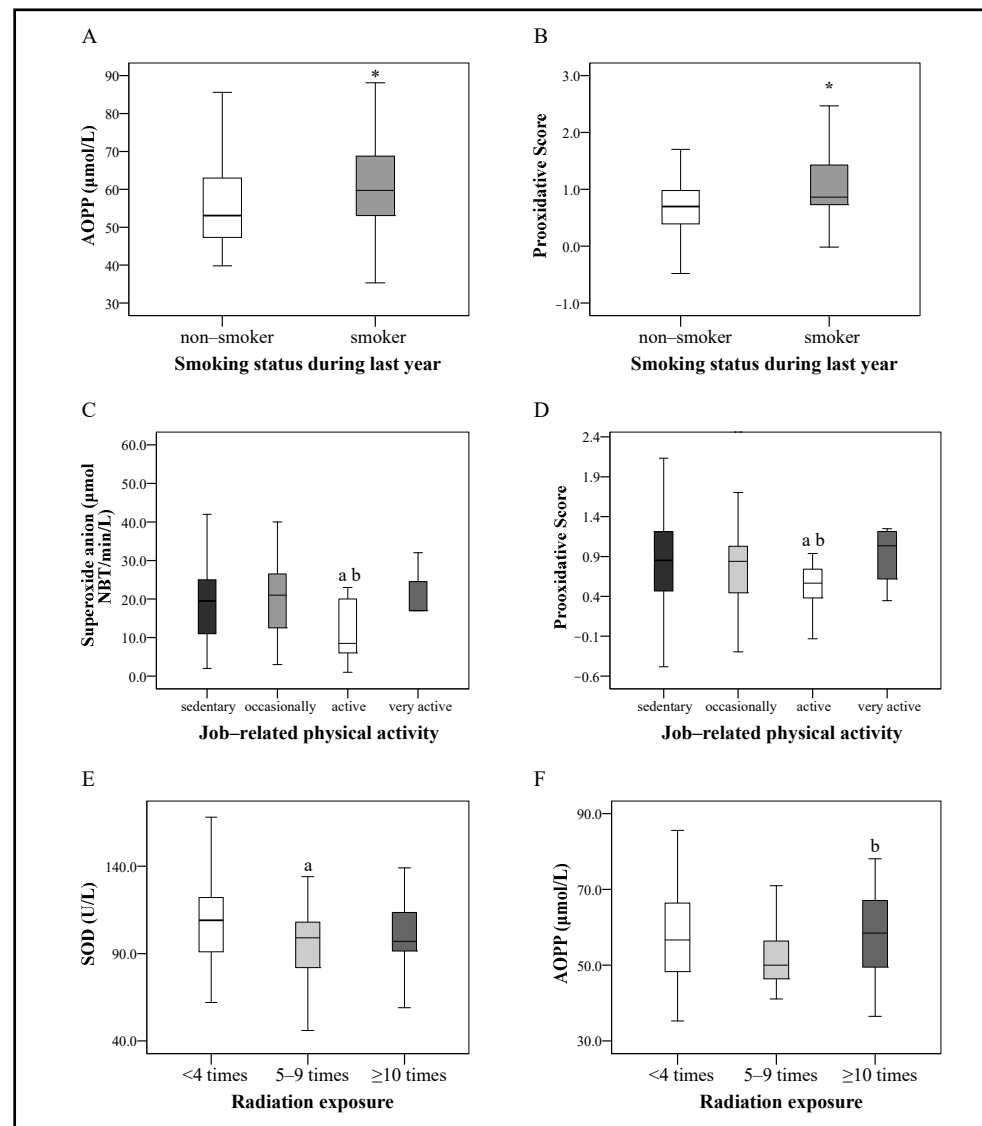 A
AOPP (µmol/L)
90
*
80
70
60
50
40
30
non–smoker smoker
Smoking status during last year
B
Prooxidative Score
3.0
*
2.0
1.0
0.0
−1.0
non–smoker smoker
Smoking status during last year
C
Superoxide anion (µmol
NBT/min/L)
60.0
50.0
40.0
30.0
a b
20.0
10.0
0.0
sedentary occasionally active very active
Job–related physical activity
D
Prooxidative Score
2.4
1.9
1.4
a b
0.9
0.4
−0.1
−0.6
sedentary occasionally active very active
Job–related physical activity
E
SOD (U/L)
140.0
a
90.0
40.0
<4 times 5–9 times ≥10 times
Radiation exposure
F
AOPP (µmol/L)
90.0
b
70.0
50.0
30.0
<4 times 5–9 times ≥10 times
Radiation exposure